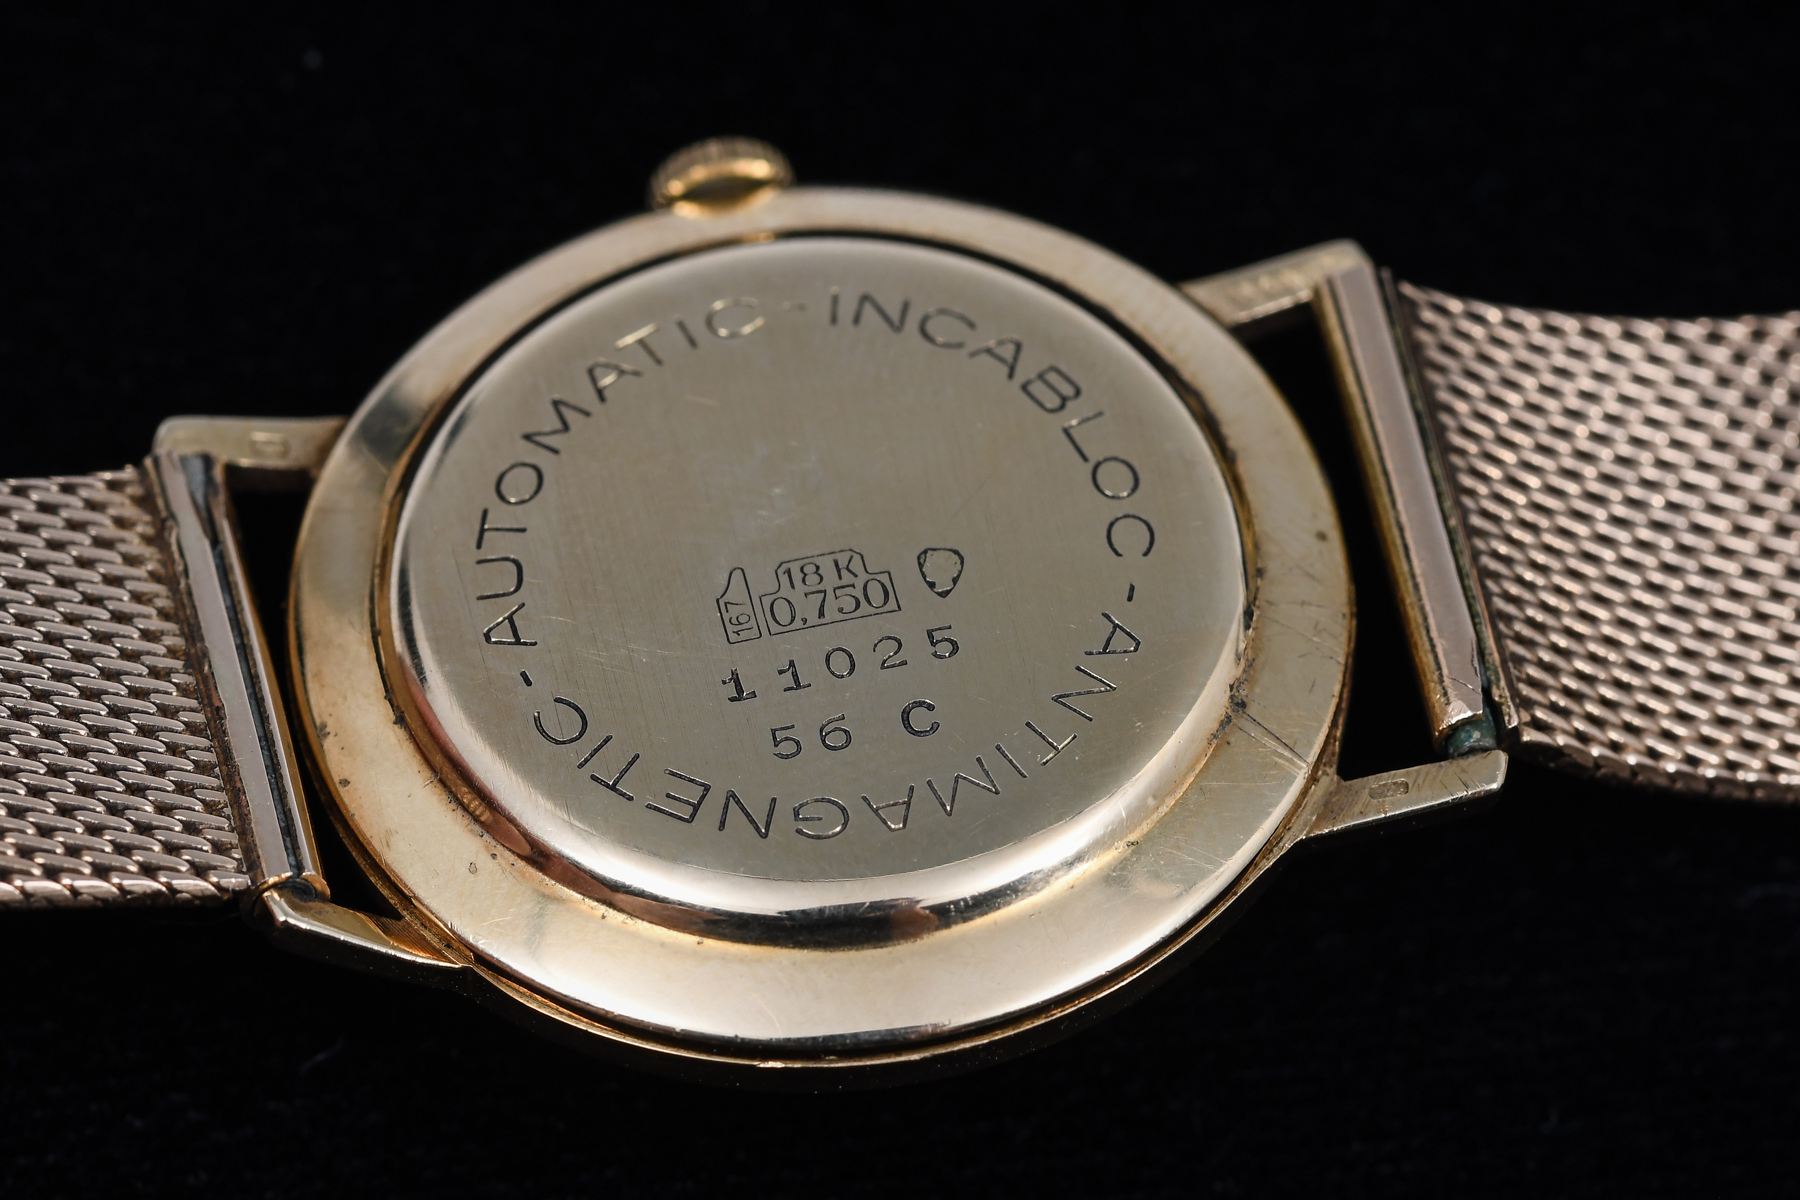 AUTOMATIC - INCABLOC - ANTIMAGNETIC -
18 K
167 0,750
11025
56 C